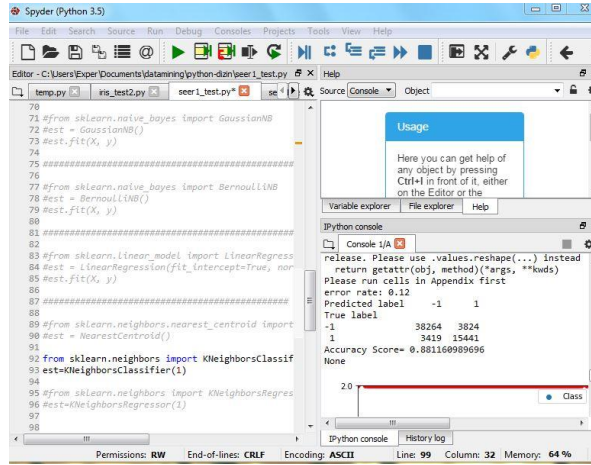 Spyder (Python 3.5)
File Edit Search Source Run Debug Consoles Projects Tools View Help
Editor - C:\Users\Exper\Documents\datamining\python-dizin\seer1_test.py
temp.py iris_test2.py seer1_test.py* se
70
71 #from sklearn.naive_bayes import GaussianNB
72 #est = GaussianNB()
73 #est.fit(X, y)
74
75 ##############################################
76
77 #from sklearn.naive_bayes import BernoulliNB
78 #est = BernoulliNB()
79 #est.fit(X, y)
80
81 ##############################################
82
83 #from sklearn.linear_model import LinearRegress
84 #est = LinearRegression(fit_intercept=True, nor
85 #est.fit(X, y)
86
87 #############################################
88
89 #from sklearn.neighbors.nearest_centroid import
90 #est = NearestCentroid()
91
92 from sklearn.neighbors import KNeighborsClassif
93 est=KNeighborsClassifier(1)
94
95 #from sklearn.neighbors import KNeighborsRegres
96 #est=KNeighborsRegressor(1)
97
98
Help
Source Console Object
Usage
Here you can get help of
any object by pressing
Ctrl+I in front of it, either
on the Editor or the
Variable explorer File explorer Help
IPython console
Console 1/A
release. Please use .values.reshape(...) instead
return getattr(obj, method)(*args, **kwds)
Please run cells in Appendix first
error rate: 0.12
Predicted label -1 1
True label
-1 38264 3824
1 3419 15441
Accuracy Score= 0.881160989696
None
2.0
Class
IPython console History log
Permissions: RW End-of-lines: CRLF Encoding: ASCII Line: 99 Column: 32 Memory: 64 %